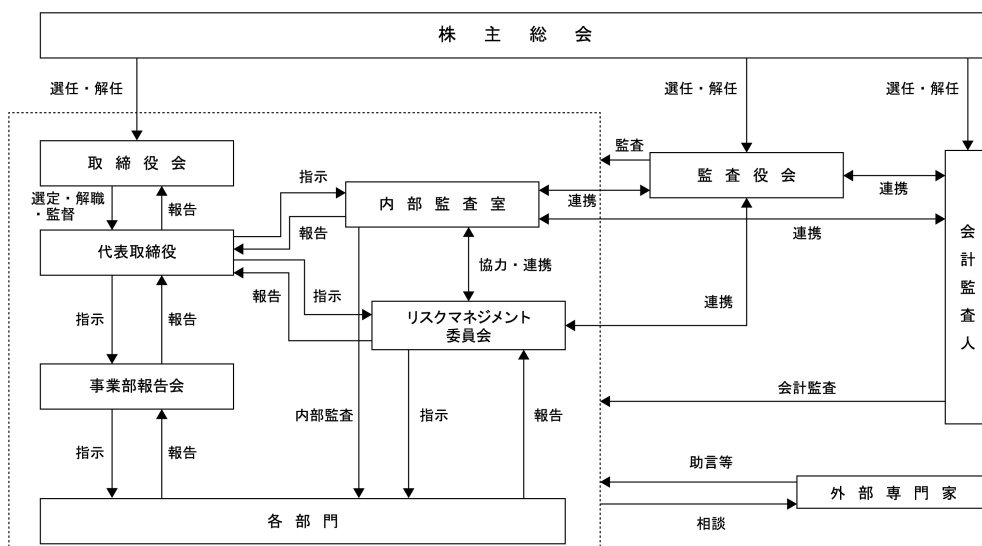 株主総会
選任・解任
選任・解任
選任・解任
取締役会
監査
監査役会
指示
選定・解職
・監督
報告
内部監査室
連携
連携
報告
連携
代表取締役
会計監査人
協力・連携
報告
指示
連携
指示
報告
リスクマネジメント
委員会
事業部報告会
会計監査
指示
報告
内部監査
指示
報告
助言等
外部専門家
相談
各部門